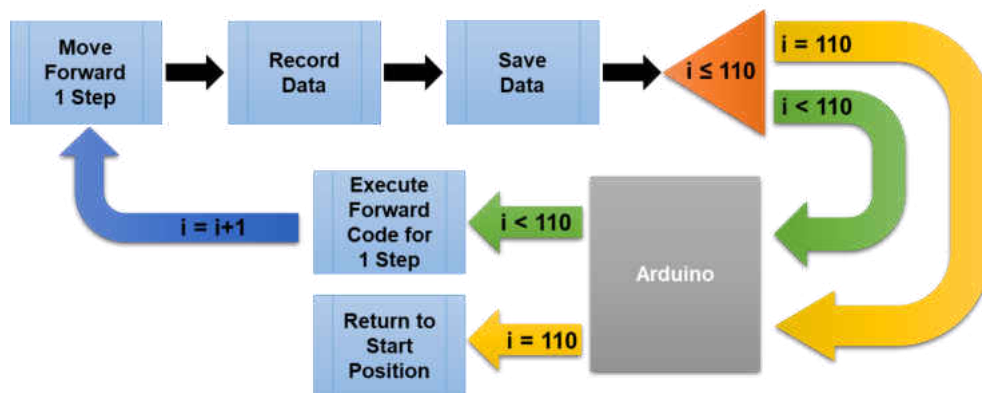 Move
Forward
1 Step
Record
Data
Save
Data
i ≤ 110
i = 110
i < 110
Execute
Forward
Code for
1 Step
i = i+1
i < 110
Arduino
Return to
Start
Position
i = 110